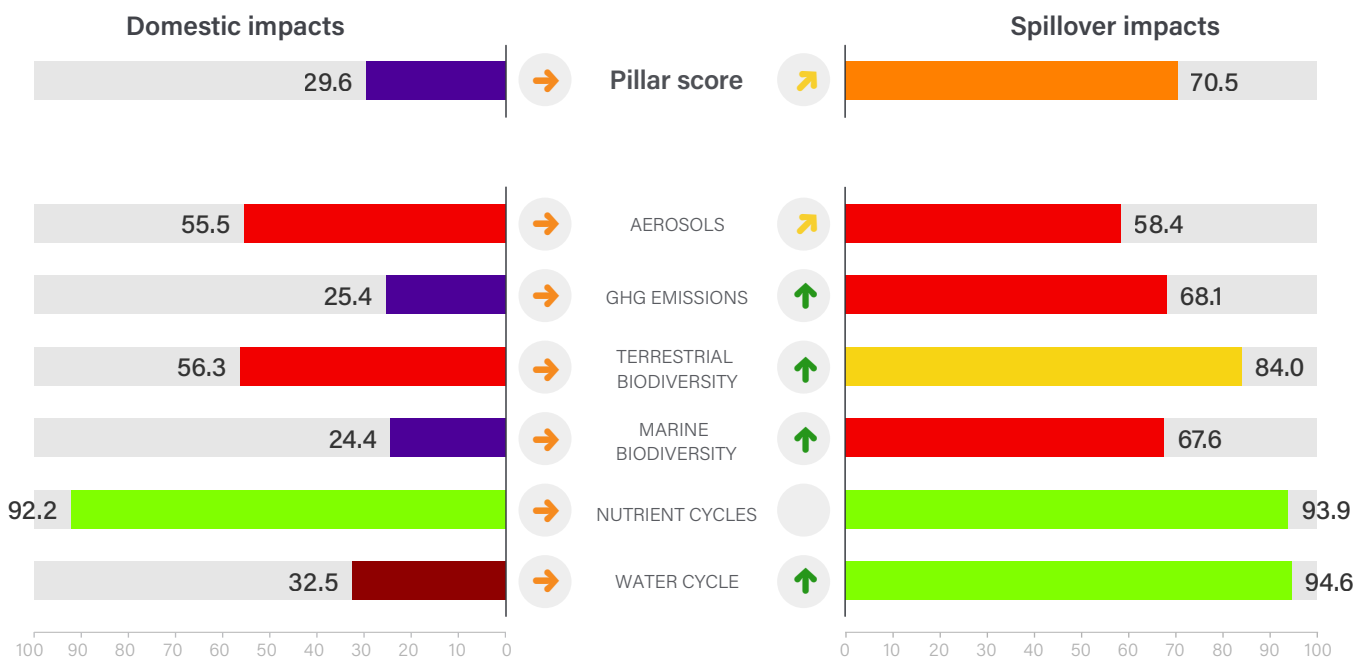 Domestic impacts
Spillover impacts
29.6
Pillar score
70.5
55.5
AEROSOLS
58.4
25.4
GHG EMISSIONS
68.1
56.3
TERRESTRIAL
BIODIVERSITY
84.0
24.4
MARINE
BIODIVERSITY
67.6
92.2
NUTRIENT CYCLES
93.9
32.5
WATER CYCLE
94.6
100 90 80 70 60 50 40 30 20 10 0
0 10 20 30 40 50 60 70 80 90 100